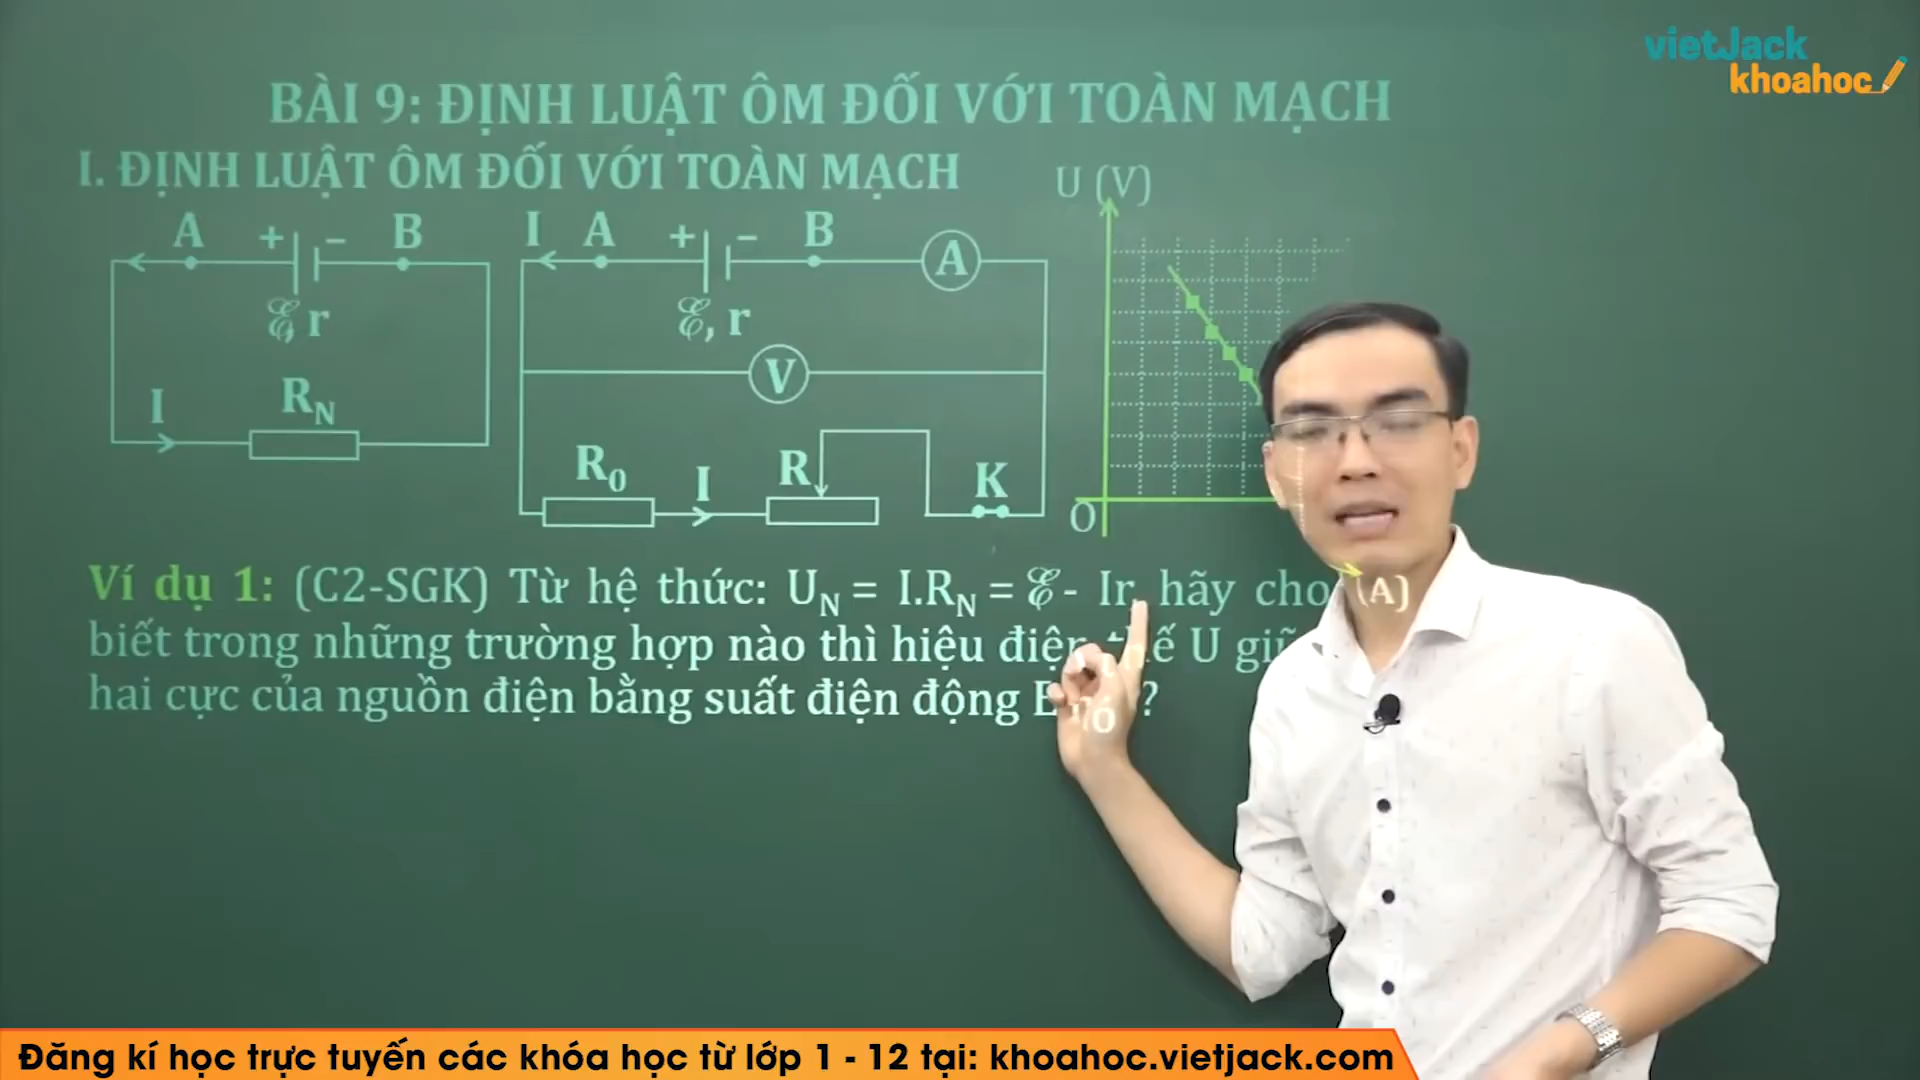 vietJack
khoahoc
BÀI 9: ĐỊNH LUẬT ÔM ĐỐI VỚI TOÀN MẠCH
I. ĐỊNH LUẬT ÔM ĐỐI VỚI TOÀN MẠCH
U (V)
A + − B
ℰ, r
I
R_N
I A + − B A
ℰ, r
V
R₀ I R K
O
(A)
Ví dụ 1: (C2-SGK) Từ hệ thức: U_N = I.R_N = ℰ - Ir, hãy cho
biết trong những trường hợp nào thì hiệu điện thế U
hai cực của nguồn điện bằng suất điện động E nó?
Đăng kí học trực tuyến các khóa học từ lớp 1 - 12 tại: khoahoc.vietjack.com